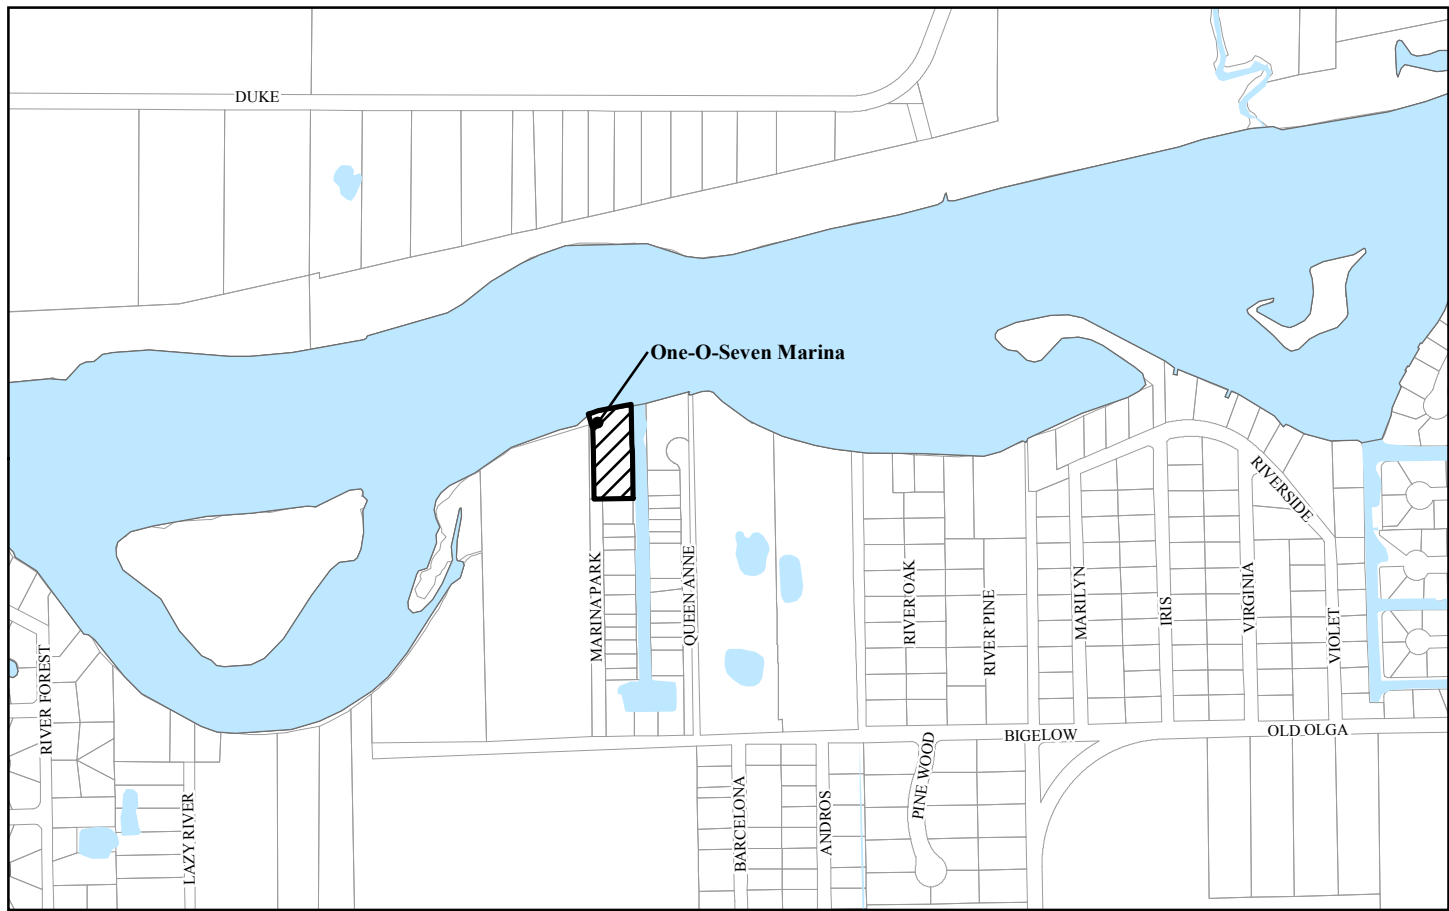 DUKE
One-O-Seven Marina
RIVERSIDE
MARINA PARK
QUEEN ANNE
RIVER OAK
RIVER PINE
MARILYN
IRIS
VIRGINIA
VIOLET
RIVER FOREST
BIGELOW
OLD OLGA
LAZY RIVER
BARCELONA
ANDROS
PINE WOOD